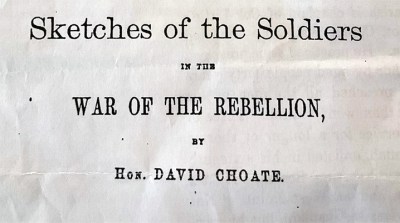 Sketches of the Soldiers
IN THE
WAR OF THE REBELLION,
BY
HON. DAVID CHOATE.